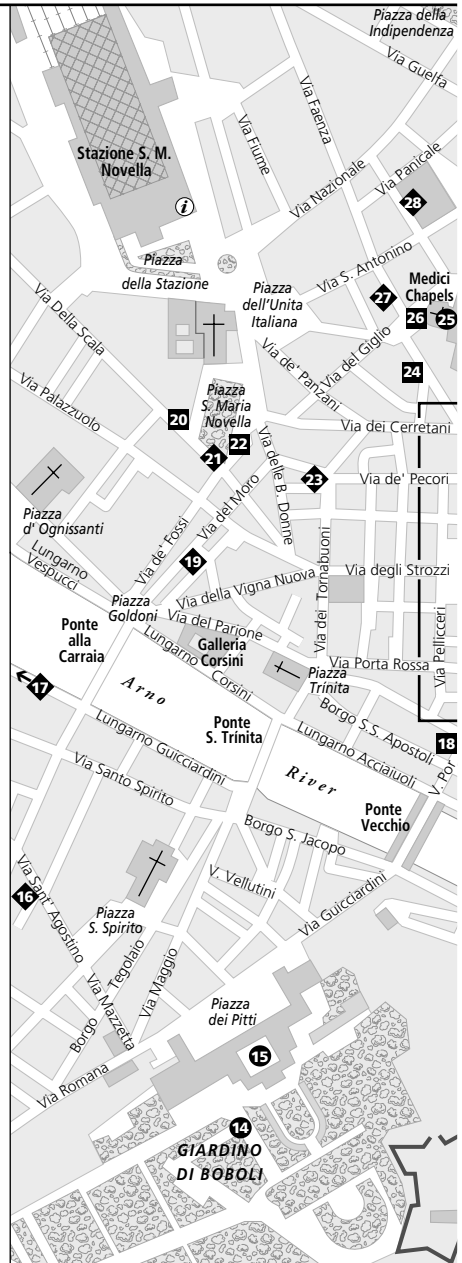 Piazza della
Indipendenza
Via Guelfa
Via Faenza
Via Fiume
Stazione S. M.
Novella
Via Nazionale
Via Panicale
28
i
Piazza
della Stazione
Via S. Antonino
Piazza
dell'Unita
Italiana
27
Medici
Chapels
26
25
Via Della Scala
Via del Giglio
Via de' Panzani
24
Via Palazzuolo
Piazza
S. Maria
Novella
20
22
21
Via dei Cerretani
Via delle B. Donne
23
Via de' Pecori
Piazza
d' Ognissanti
Via del Moro
Via de' Fossi
19
Lungarno
Vespucci
Via degli Strozzi
Via della Vigna Nuova
Via dei Tornabuoni
Piazza
Goldoni
Via del Parione
Via Pellicceri
Ponte
alla
Carraia
Galleria
Corsini
Lungarno
Corsini
Via Porta Rossa
Piazza
Trínita
17
Arno
Ponte
S. Trínita
Borgo S.S. Apostoli
18
Lungarno Guicciardini
Lungarno Acciaiuoli
V. Por
River
Via Santo Spirito
Ponte
Vecchio
Borgo S. Jacopo
V. Vellutini
Via Sant' Agostino
16
Via Guicciardini
Piazza
S. Spirito
Borgo
Tegolaio
Via Maggio
Via Mazzetta
Piazza
dei Pitti
Via Romana
15
14
GIARDINO
DI BOBOLI